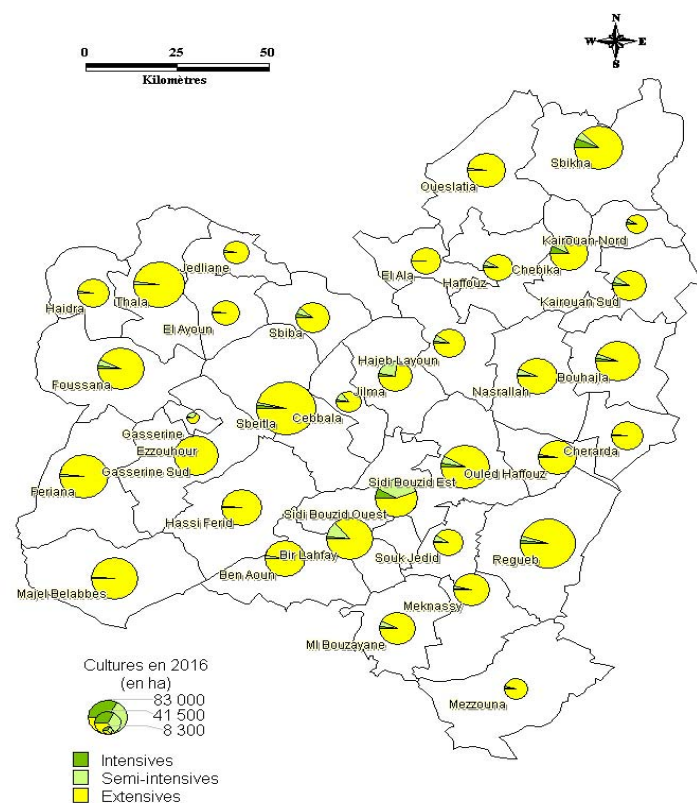 N
W E
S
0 25 50
Kilomètres
Sbikha
Oueslatia
Kairouan Nord
Jedliane
El Ala
Haffouz
Chebika
Haidra
Thala
Kairouan Sud
El Ayoun
Sbiba
Hajeb Layoun
Foussana
Jilma
Nasrallah
Bouhajla
Sbeitla
Cebbala
Gasserine
Ezzouhour
Cherarda
Gasserine Sud
Ouled Haffouz
Sidi Bouzid Est
Feriana
Hassi Ferid
Sidi Bouzid Ouest
Bir Lahfay
Souk Jedid
Regueb
Ben Aoun
Majel Belabbes
Meknassy
Ml Bouzayane
Mezzouna
Cultures en 2016
(en ha)
83 000
41 500
8 300
Intensives
Semi-intensives
Extensives